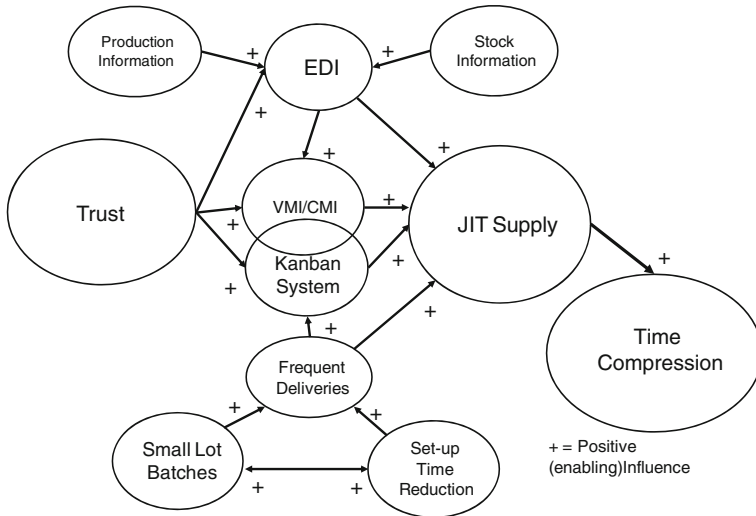 Production
Information
+
EDI
+
Stock
Information
+
+
+
Trust
VMI/CMI
+
+
JIT Supply
Kanban
System
+
+
+
+
+
Time
Compression
Frequent
Deliveries
+
+
Small Lot
Batches
Set-up
Time
Reduction
+
+
+ = Positive
(enabling)Influence